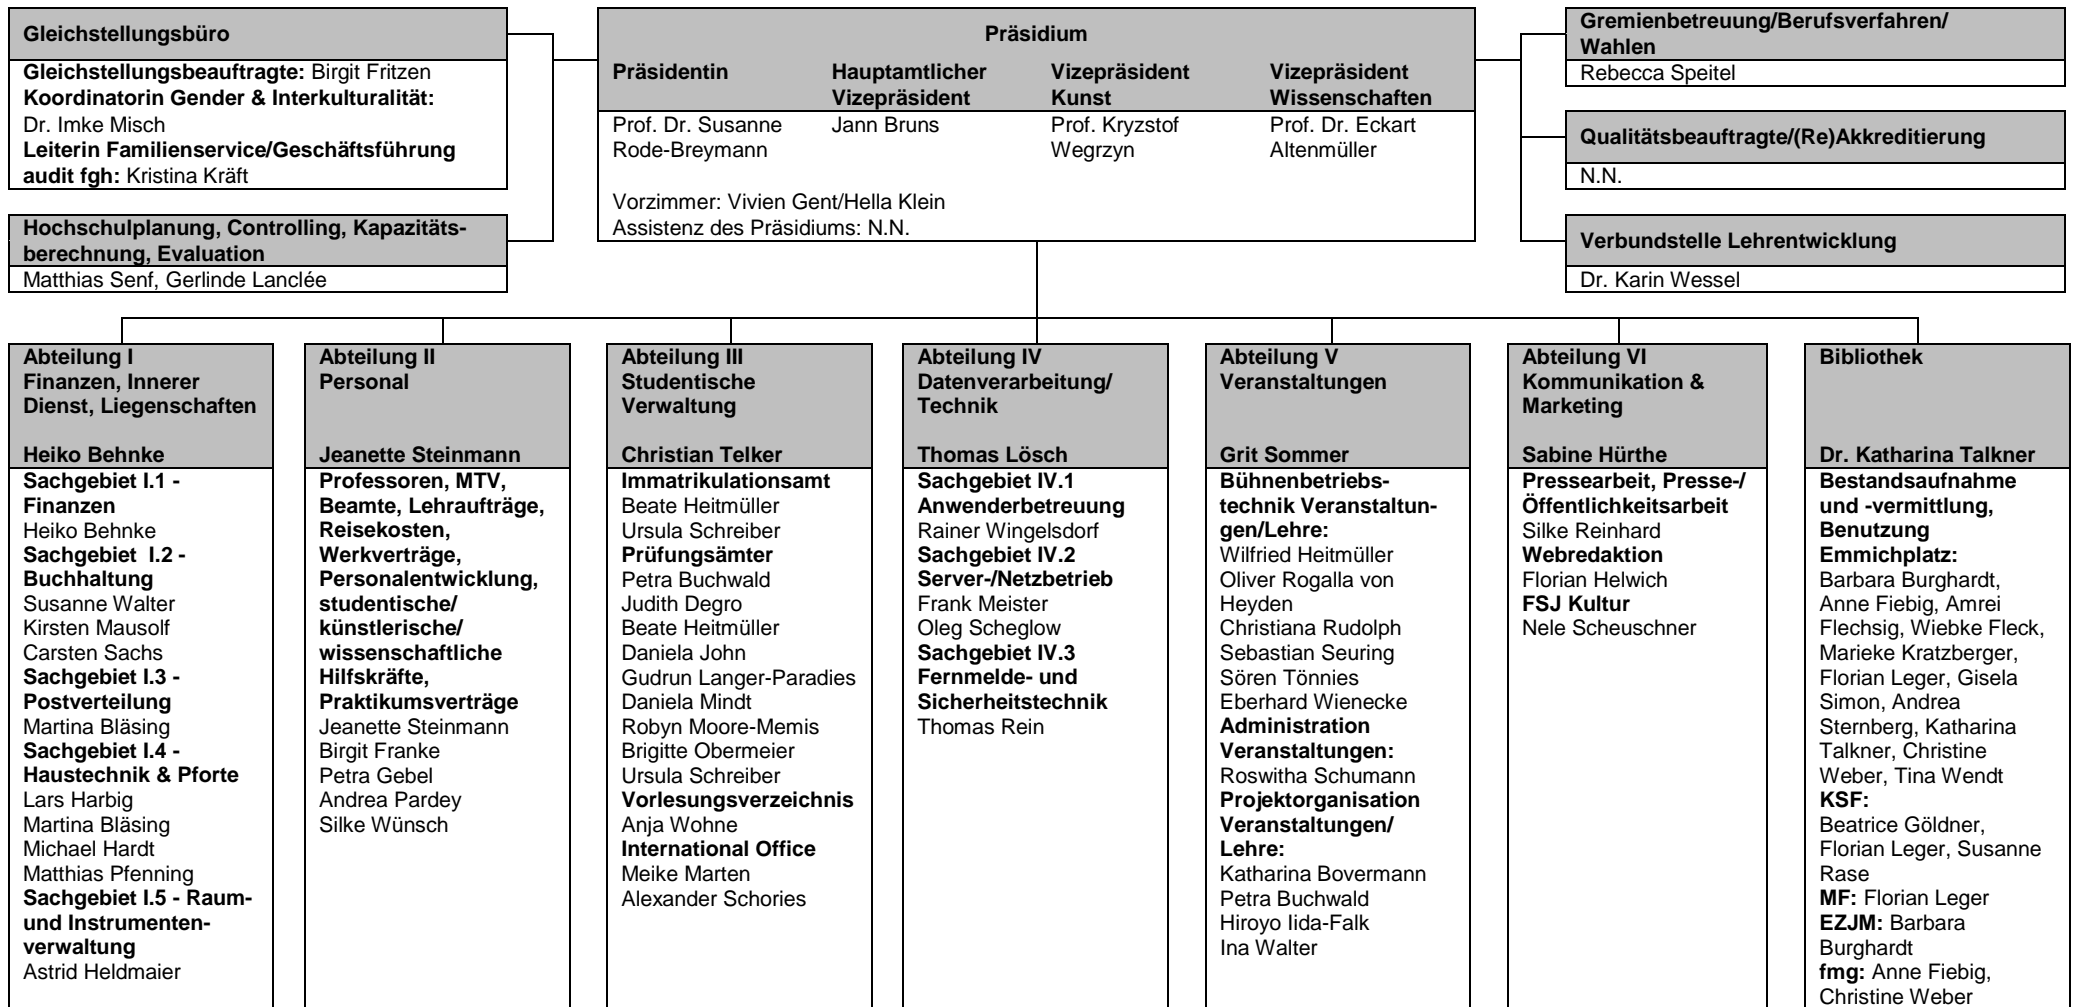 Gleichstellungsbüro
Gleichstellungsbeauftragte: Birgit Fritzen
Koordinatorin Gender & Interkulturalität:
Dr. Imke Misch
Leiterin Familienservice/Geschäftsführung
audit fgh: Kristina Kräft
Hochschulplanung, Controlling, Kapazitäts-
berechnung, Evaluation
Matthias Senf, Gerlinde Lanclée
Präsidium
Präsidentin
Prof. Dr. Susanne
Rode-Breymann
Hauptamtlicher
Vizepräsident
Jann Bruns
Vizepräsident
Kunst
Prof. Kryzstof
Wegrzyn
Vizepräsident
Wissenschaften
Prof. Dr. Eckart
Altenmüller
Vorzimmer: Vivien Gent/Hella Klein
Assistenz des Präsidiums: N.N.
Gremienbetreuung/Berufsverfahren/
Wahlen
Rebecca Speitel
Qualitätsbeauftragte/(Re)Akkreditierung
N.N.
Verbundstelle Lehrentwicklung
Dr. Karin Wessel
Abteilung I
Finanzen, Innerer
Dienst, Liegenschaften
Heiko Behnke
Sachgebiet I.1 -
Finanzen
Heiko Behnke
Sachgebiet I.2 -
Buchhaltung
Susanne Walter
Kirsten Mausolf
Carsten Sachs
Sachgebiet I.3 -
Postverteilung
Martina Bläsing
Sachgebiet I.4 -
Haustechnik & Pforte
Lars Harbig
Martina Bläsing
Michael Hardt
Matthias Pfenning
Sachgebiet I.5 - Raum-
und Instrumenten-
verwaltung
Astrid Heldmaier
Abteilung II
Personal
Jeanette Steinmann
Professoren, MTV,
Beamte, Lehraufträge,
Reisekosten,
Werkverträge,
Personalentwicklung,
studentische/
künstlerische/
wissenschaftliche
Hilfskräfte,
Praktikumsverträge
Jeanette Steinmann
Birgit Franke
Petra Gebel
Andrea Pardey
Silke Wünsch
Abteilung III
Studentische
Verwaltung
Christian Telker
Immatrikulationsamt
Beate Heitmüller
Ursula Schreiber
Prüfungsämter
Petra Buchwald
Judith Degro
Beate Heitmüller
Daniela John
Gudrun Langer-Paradies
Daniela Mindt
Robyn Moore-Memis
Brigitte Obermeier
Ursula Schreiber
Vorlesungsverzeichnis
Anja Wohne
International Office
Meike Marten
Alexander Schories
Abteilung IV
Datenverarbeitung/
Technik
Thomas Lösch
Sachgebiet IV.1
Anwenderbetreuung
Rainer Wingelsdorf
Sachgebiet IV.2
Server-/Netzbetrieb
Frank Meister
Oleg Scheglow
Sachgebiet IV.3
Fernmelde- und
Sicherheitstechnik
Thomas Rein
Abteilung V
Veranstaltungen
Grit Sommer
Bühnenbetriebs-
technik Veranstaltun-
gen/Lehre:
Wilfried Heitmüller
Oliver Rogalla von
Heyden
Christiana Rudolph
Sebastian Seuring
Sören Tönnies
Eberhard Wienecke
Administration
Veranstaltungen:
Roswitha Schumann
Projektorganisation
Veranstaltungen/
Lehre:
Katharina Bovermann
Petra Buchwald
Hiroyo Iida-Falk
Ina Walter
Abteilung VI
Kommunikation &
Marketing
Sabine Hürthe
Pressearbeit, Presse-/
Öffentlichkeitsarbeit
Silke Reinhard
Webredaktion
Florian Helwich
FSJ Kultur
Nele Scheuschner
Bibliothek
Dr. Katharina Talkner
Bestandsaufnahme
und -vermittlung,
Benutzung
Emmichplatz:
Barbara Burghardt,
Anne Fiebig, Amrei
Flechsig, Wiebke Fleck,
Marieke Kratzberger,
Florian Leger, Gisela
Simon, Andrea
Sternberg, Katharina
Talkner, Christine
Weber, Tina Wendt
KSF:
Beatrice Göldner,
Florian Leger, Susanne
Rase
MF: Florian Leger
EZJM: Barbara
Burghardt
fmg: Anne Fiebig,
Christine Weber